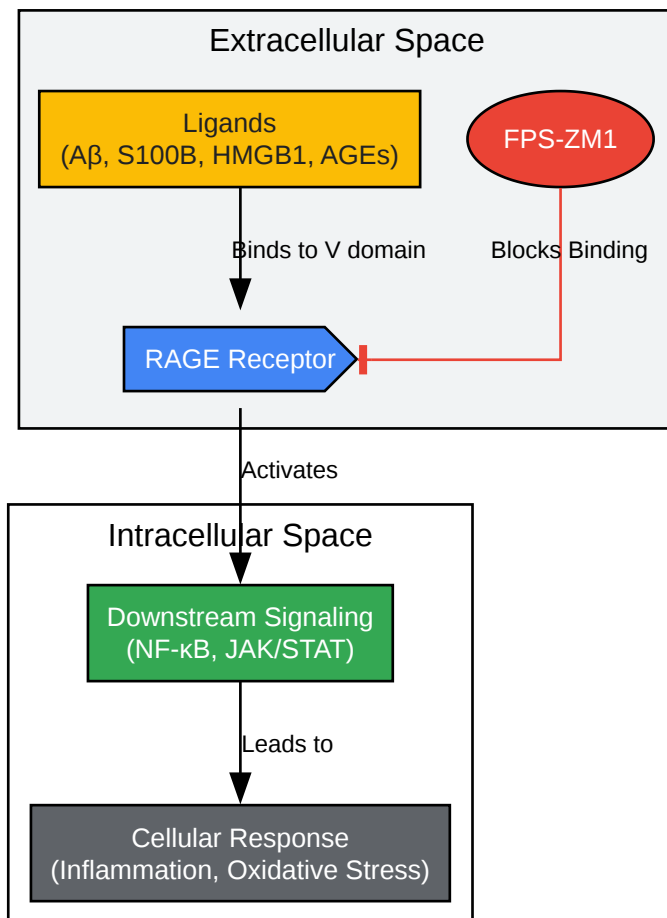 Extracellular Space
Ligands
(Aβ, S100B, HMGB1, AGEs)
FPS-ZM1
Binds to V domain
Blocks Binding
RAGE Receptor
Activates
Intracellular Space
Downstream Signaling
(NF-κB, JAK/STAT)
Leads to
Cellular Response
(Inflammation, Oxidative Stress)